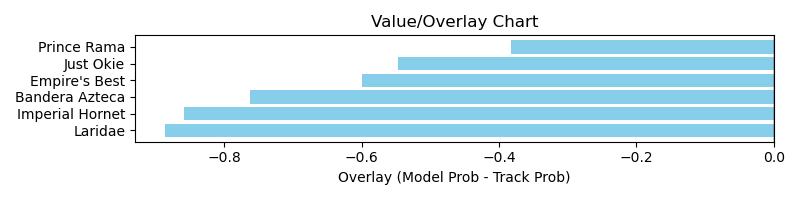 Value/Overlay Chart
Prince Rama
Just Okie
Empire's Best
Bandera Azteca
Imperial Hornet
Laridae
−0.8 −0.6 −0.4 −0.2 0.0
Overlay (Model Prob - Track Prob)